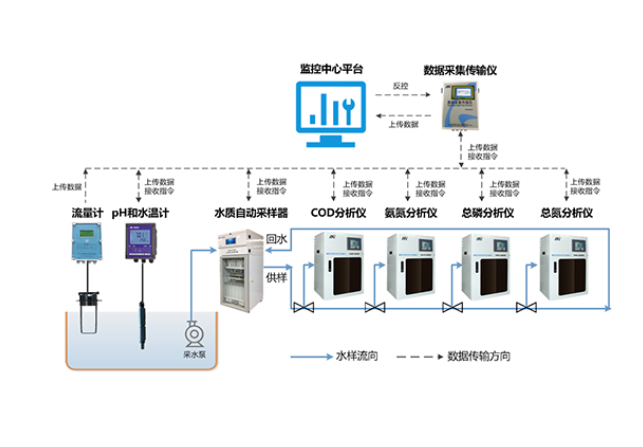 监控中心平台
数据采集传输仪
反控
上传数据
上传数据
接收指令
上传数据
上传数据
接收指令
上传数据
接收指令
上传数据
接收指令
上传数据
接收指令
上传数据
接收指令
上传数据
接收指令
流量计
pH和水温计
水质自动采样器
COD分析仪
氨氮分析仪
总磷分析仪
总氮分析仪
回水
供样
采水泵
水样流向
数据传输方向